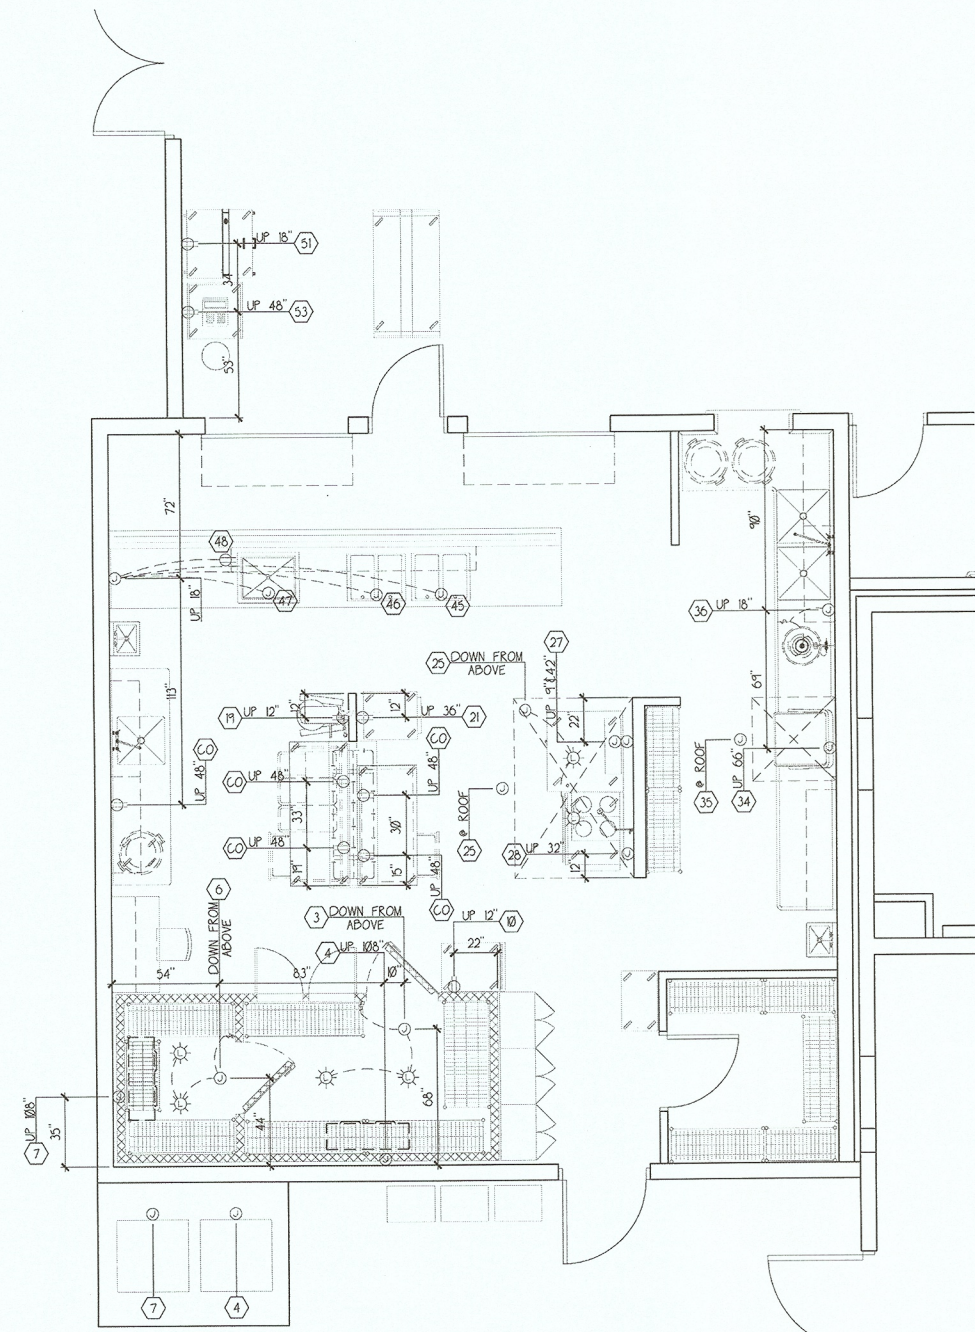 UP 18" 51
34"
UP 48" 53
53"
72"
48
UP 18"
47
46
45
90"
36 UP 18"
27
25 DOWN FROM
ABOVE
UP 9"&42"
69"
113"
12"
19 UP 12"
12"
UP 36" 21
22"
CO
UP 48"
CO
CO UP 48"
UP 48"
33"
30"
@ ROOF
25
@ ROOF
35
UP 66"
34
CO UP 48"
19"
15"
UP 48"
CO
28 UP 32"
12"
6
DOWN FROM
ABOVE
3 DOWN FROM
ABOVE
UP 12" 10
4 UP 108"
22"
54"
83"
10"
68"
44"
UP 108"
35"
7
7
4